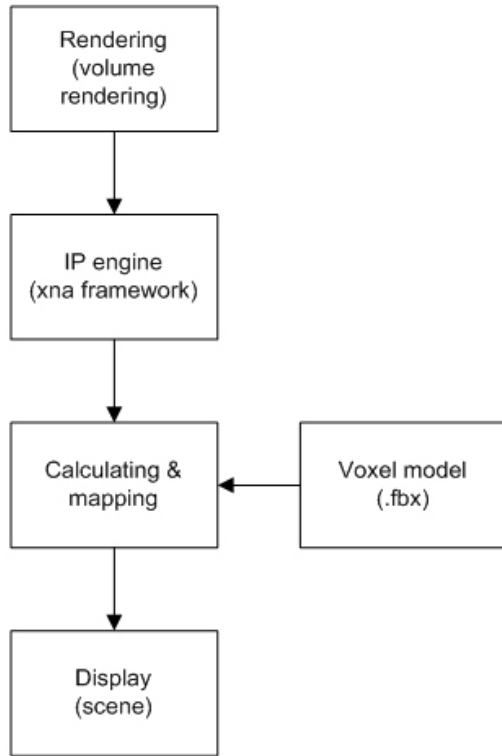 Rendering
(volume
rendering)
IP engine
(xna framework)
Calculating &
mapping
Voxel model
(.fbx)
Display
(scene)